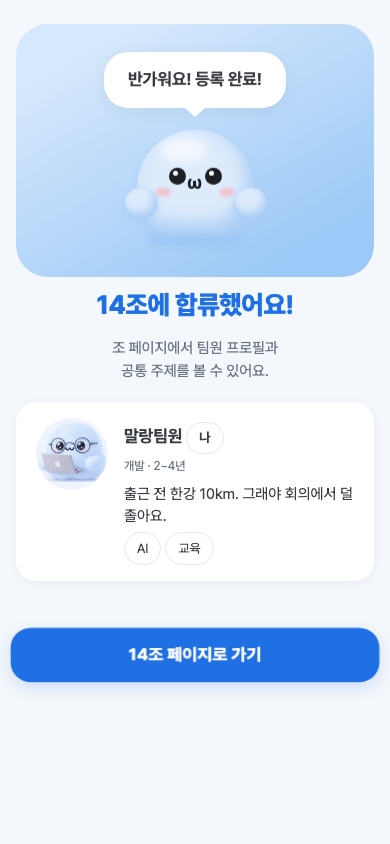 반가워요! 등록 완료!
14조에 합류했어요!
조 페이지에서 팀원 프로필과
공통 주제를 볼 수 있어요.
말랑팀원 나
개발 · 2~4년
출근 전 한강 10km. 그래야 회의에서 덜
졸아요.
AI 교육
14조 페이지로 가기